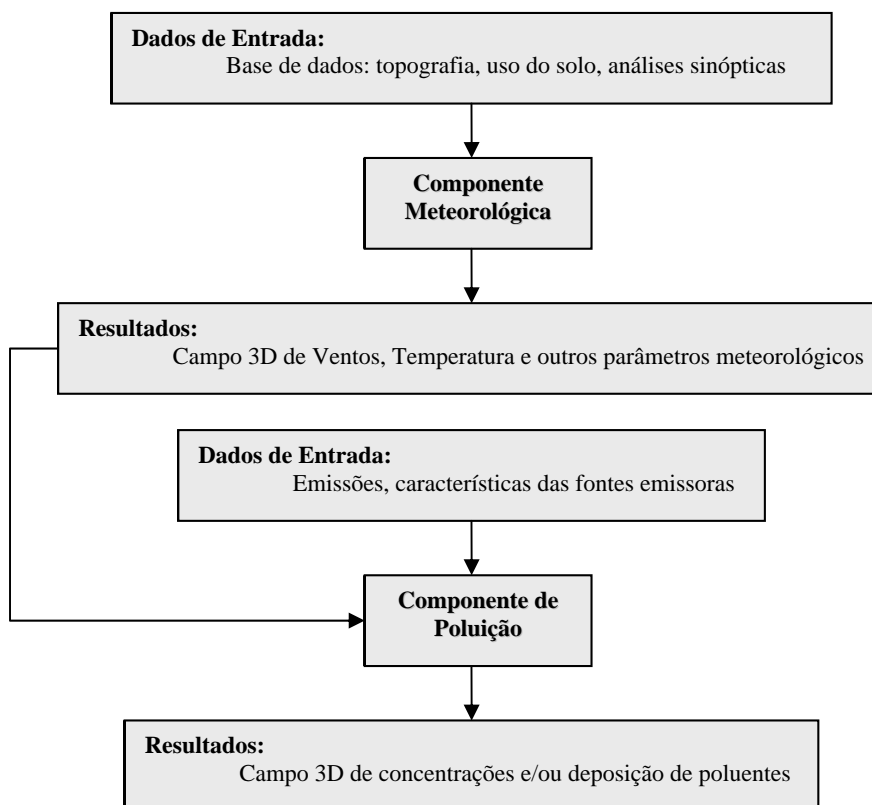 Dados de Entrada:
Base de dados: topografia, uso do solo, análises sinópticas
Componente
Meteorológica
Resultados:
Campo 3D de Ventos, Temperatura e outros parâmetros meteorológicos
Dados de Entrada:
Emissões, características das fontes emissoras
Componente de
Poluição
Resultados:
Campo 3D de concentrações e/ou deposição de poluentes